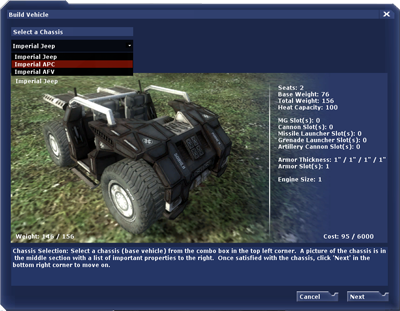 Build Vehicle
Select a Chassis
Imperial Jeep
Imperial Jeep
Imperial APC
Imperial AFV
Imperial Jeep
Seats: 2
Base Weight: 76
Total Weight: 156
Heat Capacity: 100
MG Slot(s): 0
Cannon Slot(s): 0
Missile Launcher Slot(s): 0
Grenade Launcher Slot(s): 0
Artillery Cannon Slot(s): 0
Armor Thickness: 1" / 1" / 1" / 1"
Armor Slot(s): 1
Engine Size: 1
Weight: 146 / 156
Cost: 95 / 6000
Chassis Selection: Select a chassis (base vehicle) from the combo box in the top left corner. A picture of the chassis is in
the middle section with a list of important properties to the right. Once satisfied with the chassis, click 'Next' in the
bottom right corner to move on.
Cancel
Next